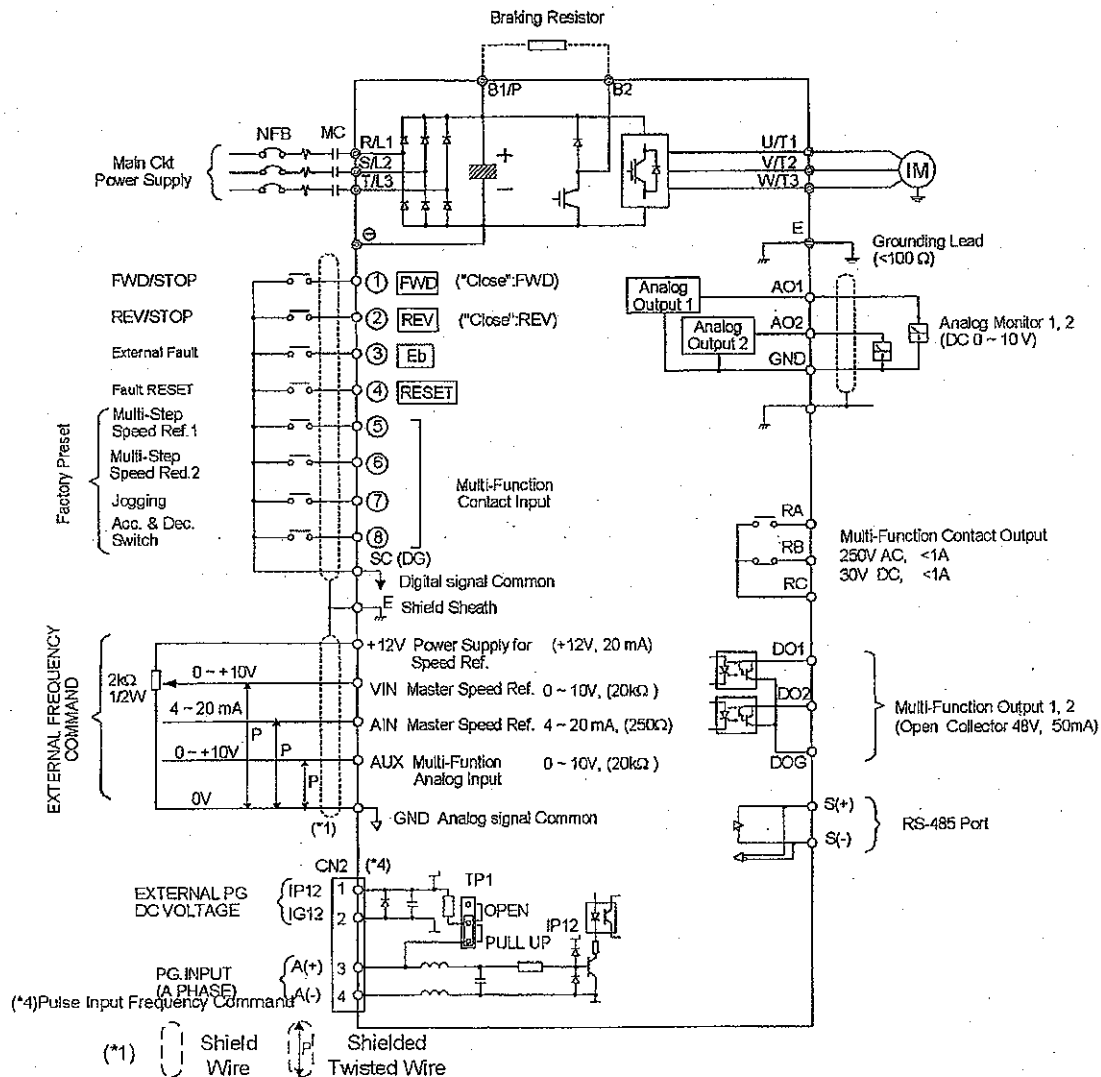 Braking Resistor
B1/P
B2
NFB
MC
R/L1
S/L2
T/L3
Main Ckt
Power Supply
+
−
U/T1
V/T2
W/T3
IM
⊖
E
Grounding Lead
(<100 Ω)
FWD/STOP
1
FWD
("Close":FWD)
REV/STOP
2
REV
("Close":REV)
External Fault
3
Eb
Fault RESET
4
RESET
Factory Preset
Multi-Step
Speed Ref.1
5
Multi-Step
Speed Red.2
6
Jogging
7
Acc. & Dec.
Switch
8
Multi-Function
Contact Input
SC (DG)
Digital signal Common
E
Shield Sheath
Analog
Output 1
Analog
Output 2
AO1
AO2
GND
Analog Monitor 1, 2
(DC 0 ~ 10 V)
RA
RB
RC
Multi-Function Contact Output
250V AC, <1A
30V DC, <1A
EXTERNAL FREQUENCY
COMMAND
2kΩ
1/2W
0 ~ +10V
4 ~ 20 mA
0 ~ +10V
0V
P
P
P
+12V Power Supply for (+12V, 20 mA)
Speed Ref.
VIN Master Speed Ref. 0 ~ 10V, (20kΩ )
AIN Master Speed Ref. 4 ~ 20 mA, (250Ω)
AUX Multi-Funtion 0 ~ 10V, (20kΩ )
Analog Input
GND Analog signal Common
(*1)
DO1
DO2
DOG
Multi-Function Output 1, 2
(Open Collector 48V, 50mA)
S(+)
S(-)
RS-485 Port
CN2
(*4)
EXTERNAL PG
DC VOLTAGE
IP12
IG12
1
2
TP1
OPEN
PULL UP
IP12
PG.INPUT
(A PHASE)
A(+)
A(-)
3
4
(*4)Pulse Input Frequency Command
(*1)
Shield
Wire
P
Shielded
Twisted Wire